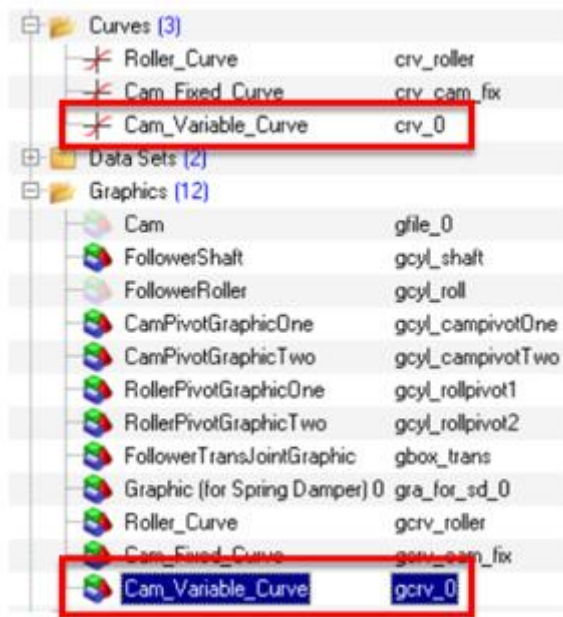 Curves (3)
Roller_Curve crv_roller
Cam_Fixed_Curve crv_cam_fix
Cam_Variable_Curve crv_0
Data Sets (2)
Graphics (12)
Cam gfile_0
FollowerShaft gcyl_shaft
FollowerRoller gcyl_roll
CamPivotGraphicOne gcyl_campivotOne
CamPivotGraphicTwo gcyl_campivotTwo
RollerPivotGraphicOne gcyl_rollpivot1
RollerPivotGraphicTwo gcyl_rollpivot2
FollowerTransJointGraphic gbox_trans
Graphic (for Spring Damper) 0 gra_for_sd_0
Roller_Curve gcrv_roller
Cam_Fixed_Curve gcrv_cam_fix
Cam_Variable_Curve gcrv_0